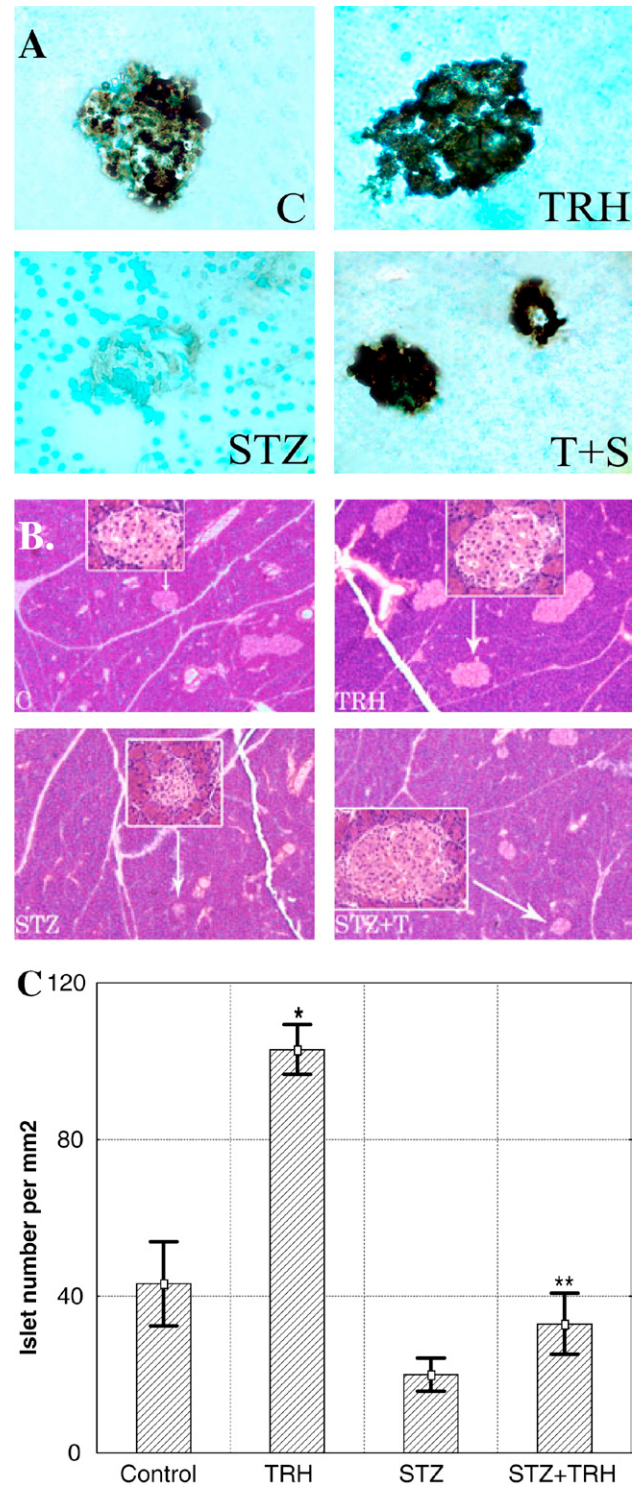 A
C
TRH
STZ
T+S
B.
C
TRH
STZ
STZ+T
C
120
*
80
Islet number per mm2
**
40
0
Control TRH STZ STZ+TRH